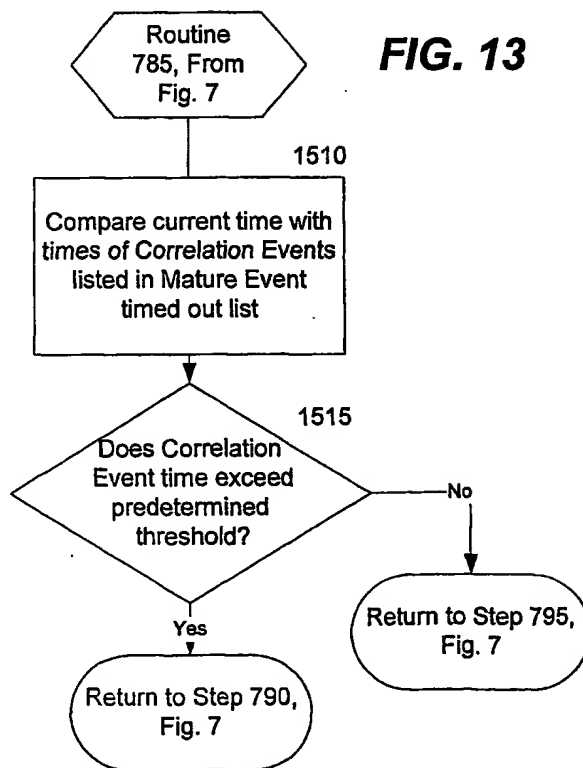 Routine
785, From
Fig. 7
FIG. 13
1510
Compare current time with
times of Correlation Events
listed in Mature Event
timed out list
1515
Does Correlation
Event time exceed
predetermined
threshold?
No
Return to Step 795,
Fig. 7
Yes
Return to Step 790,
Fig. 7